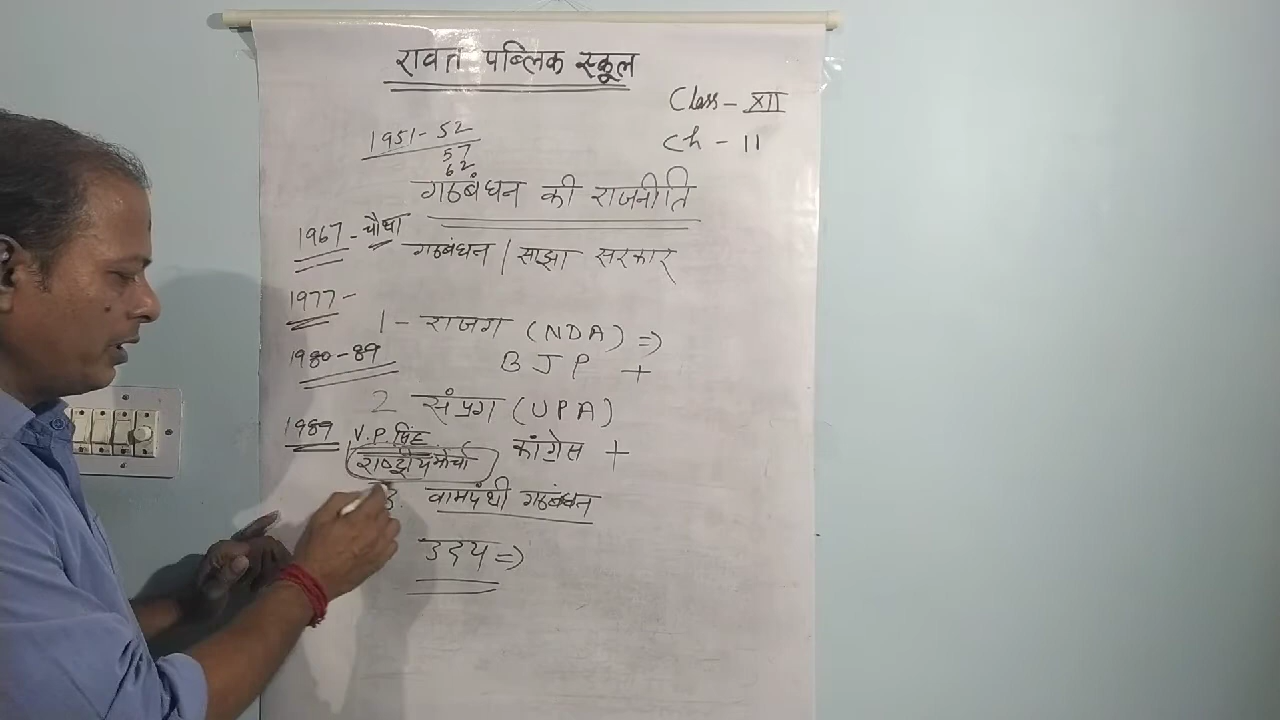 रावत पब्लिक स्कूल
Class - XII
Ch - 11
1951-52
57
62
गठबंधन की राजनीति
1967 - चौथा
गठबंधन / साझा सरकार
1977 -
1 - राजग (NDA) =>
BJP +
1980-89
2 संप्रग (UPA)
कांग्रेस +
1989 V.P. सिंह
राष्ट्रीय मोर्चा
3. वामपंथी गठबंधन
उदय =>